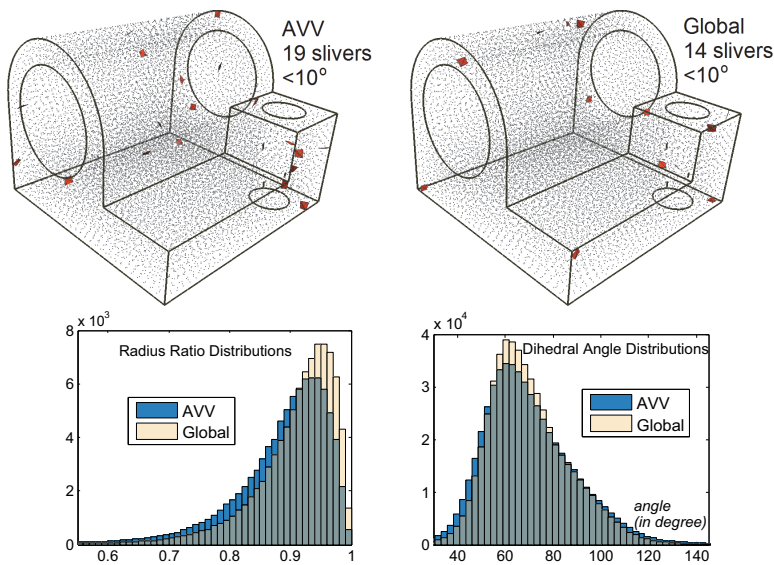 AVV
19 slivers
<10°
Global
14 slivers
<10°
x 10³
8
6
4
2
0
0.6 0.7 0.8 0.9 1
Radius Ratio Distributions
AVV
Global
x 10⁴
4
3
2
1
0
40 60 80 100 120 140
Dihedral Angle Distributions
AVV
Global
angle
(in degree)